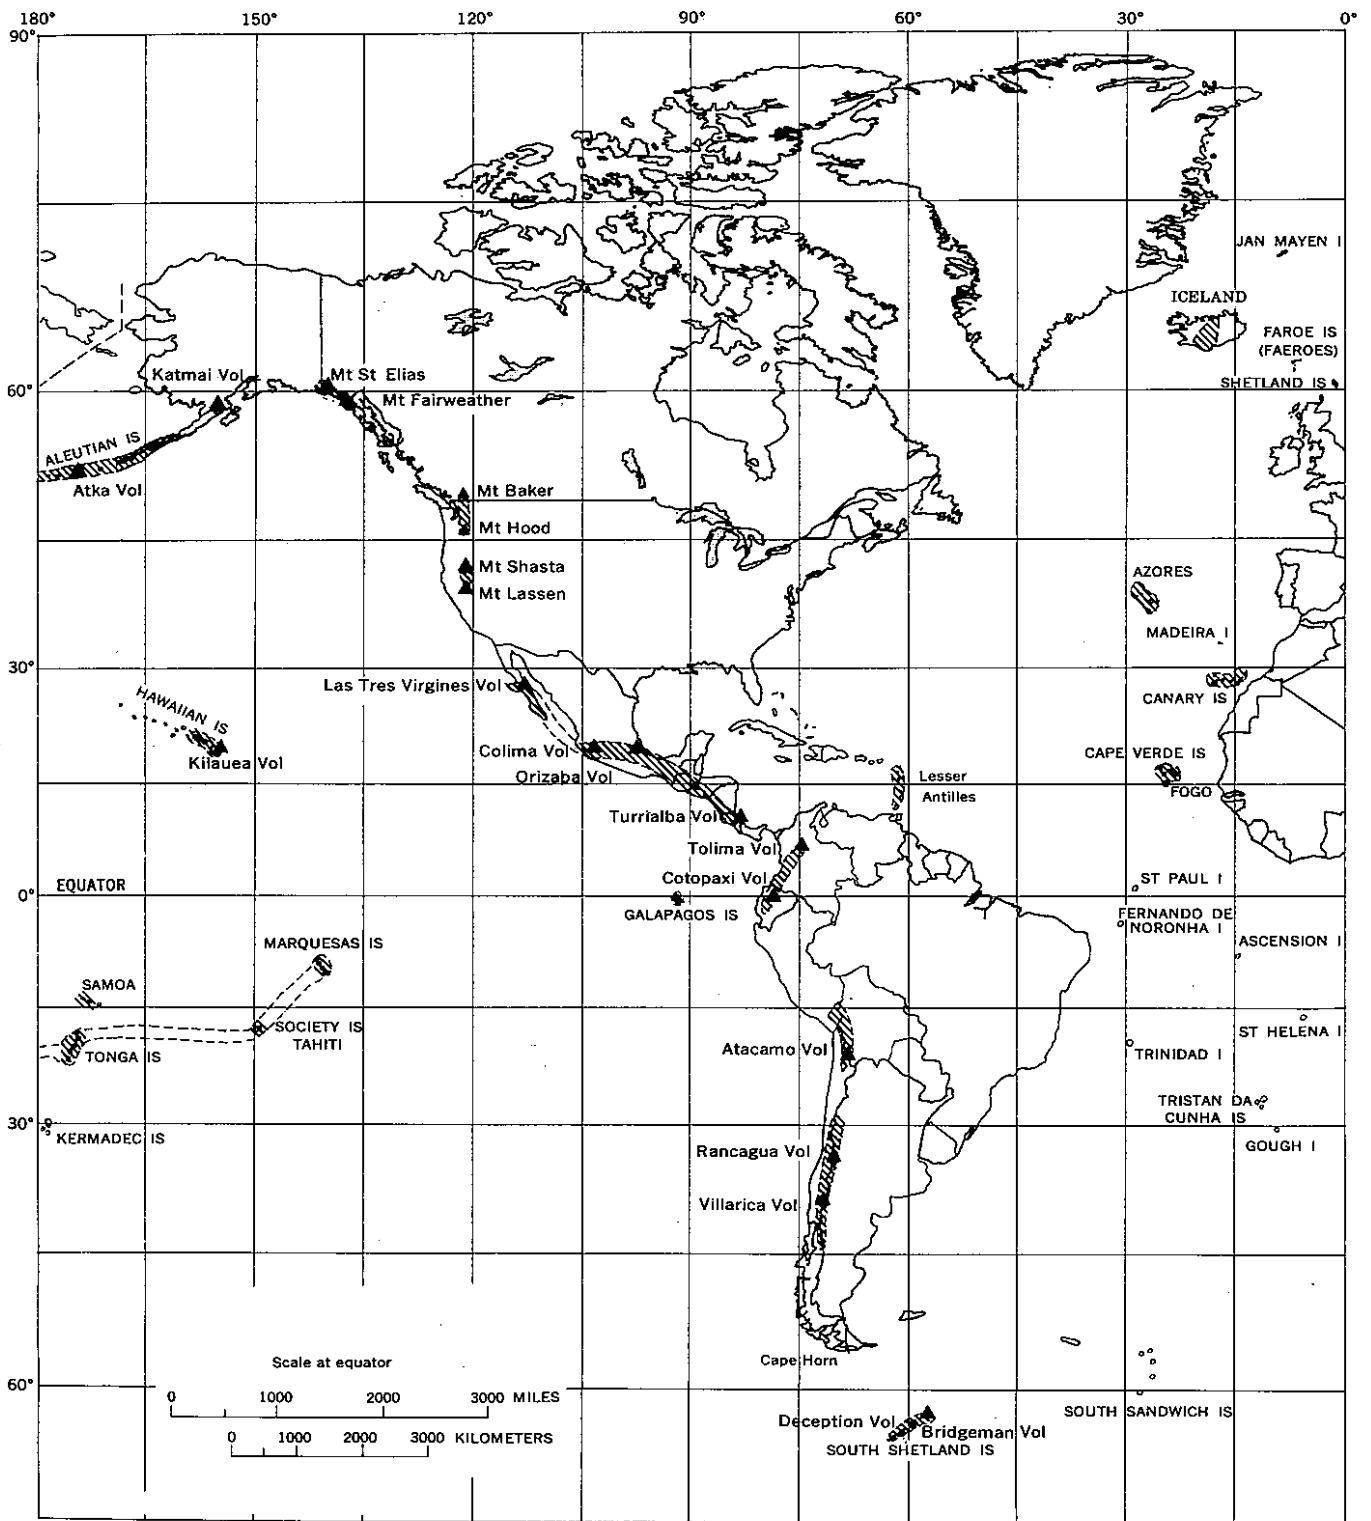 180°
150°
120°
90°
60°
30°
0°
90°
JAN MAYEN I
ICELAND
FAROE IS
(FAEROES)
SHETLAND IS
Katmai Vol
Mt St Elias
60°
Mt Fairweather
ALEUTIAN IS
Atka Vol
Mt Baker
Mt Hood
Mt Shasta
Mt Lassen
AZORES
MADEIRA I
30°
Las Tres Virgines Vol
CANARY IS
HAWAIIAN IS
Kilauea Vol
Colima Vol
Orizaba Vol
CAPE VERDE IS
FOGO
Lesser
Antilles
Turrialba Vol
Tolima Vol
Cotopaxi Vol
EQUATOR
0°
ST PAUL I
GALAPAGOS IS
FERNANDO DE
NORONHA I
ASCENSION I
MARQUESAS IS
SAMOA
SOCIETY IS
TAHITI
TONGA IS
ST HELENA I
Atacamo Vol
TRINIDAD I
TRISTAN DA
CUNHA IS
30°
KERMADEC IS
GOUGH I
Rancagua Vol
Villarica Vol
Cape Horn
Scale at equator
60°
0
1000
2000
3000 MILES
0
1000
2000
3000 KILOMETERS
SOUTH SANDWICH IS
Deception Vol
Bridgeman Vol
SOUTH SHETLAND IS